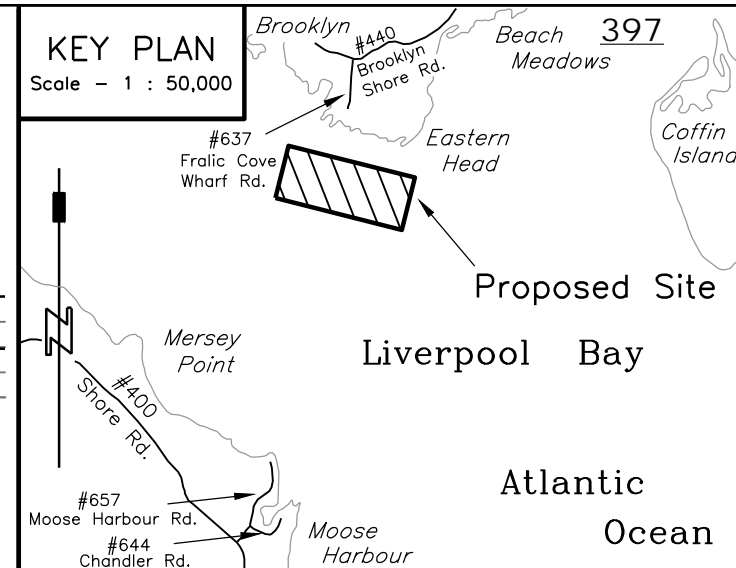 KEY PLAN
Scale - 1 : 50,000
Brooklyn
#440
Brooklyn
Shore Rd.
Beach
Meadows
397
#637
Fralic Cove
Wharf Rd.
Eastern
Head
Coffin
Island
Proposed Site
Mersey
Point
Liverpool Bay
#400
Shore Rd.
Atlantic
Ocean
#657
Moose Harbour Rd.
#644
Chandler Rd.
Moose
Harbour